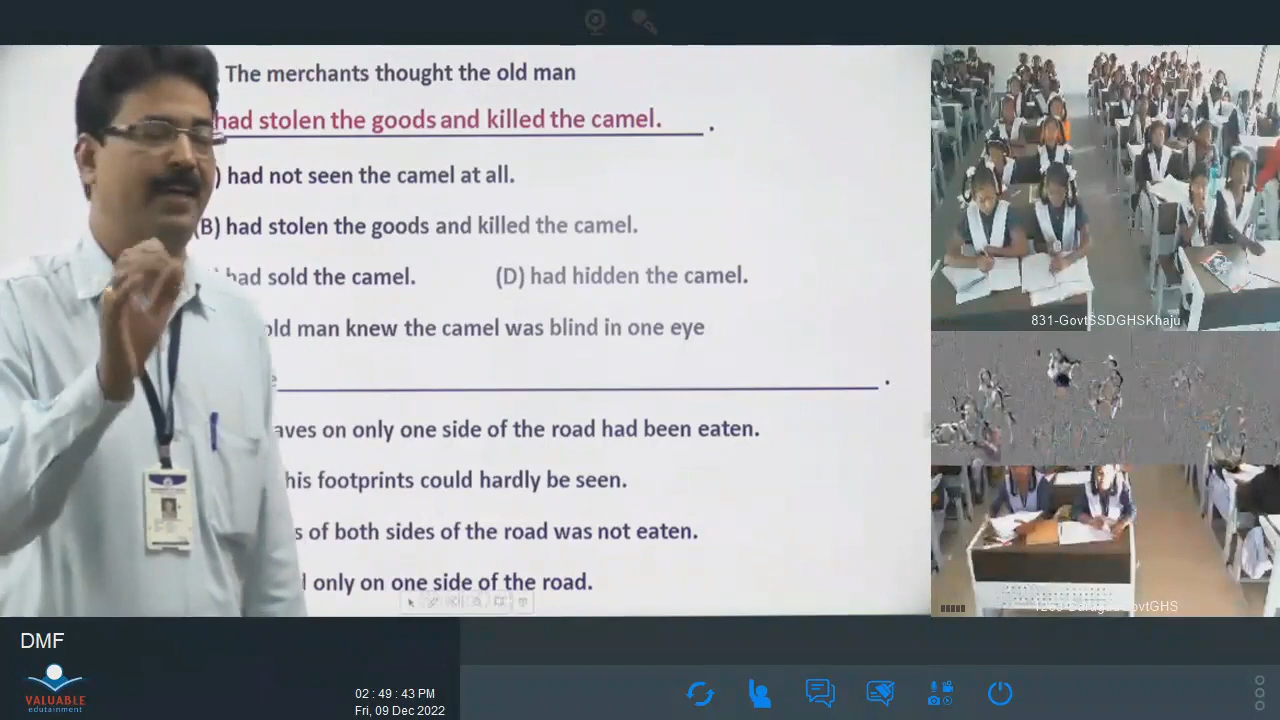 The merchants thought the old man
had stolen the goods and killed the camel.
.
) had not seen the camel at all.
(B) had stolen the goods and killed the camel.
had sold the camel. (D) had hidden the camel.
old man knew the camel was blind in one eye
.
aves on only one side of the road had been eaten.
his footprints could hardly be seen.
s of both sides of the road was not eaten.
only on one side of the road.
831-GovtSSDGHSKhaju
DMF
VALUABLE
edutainment
02 : 49 : 43 PM
Fri, 09 Dec 2022